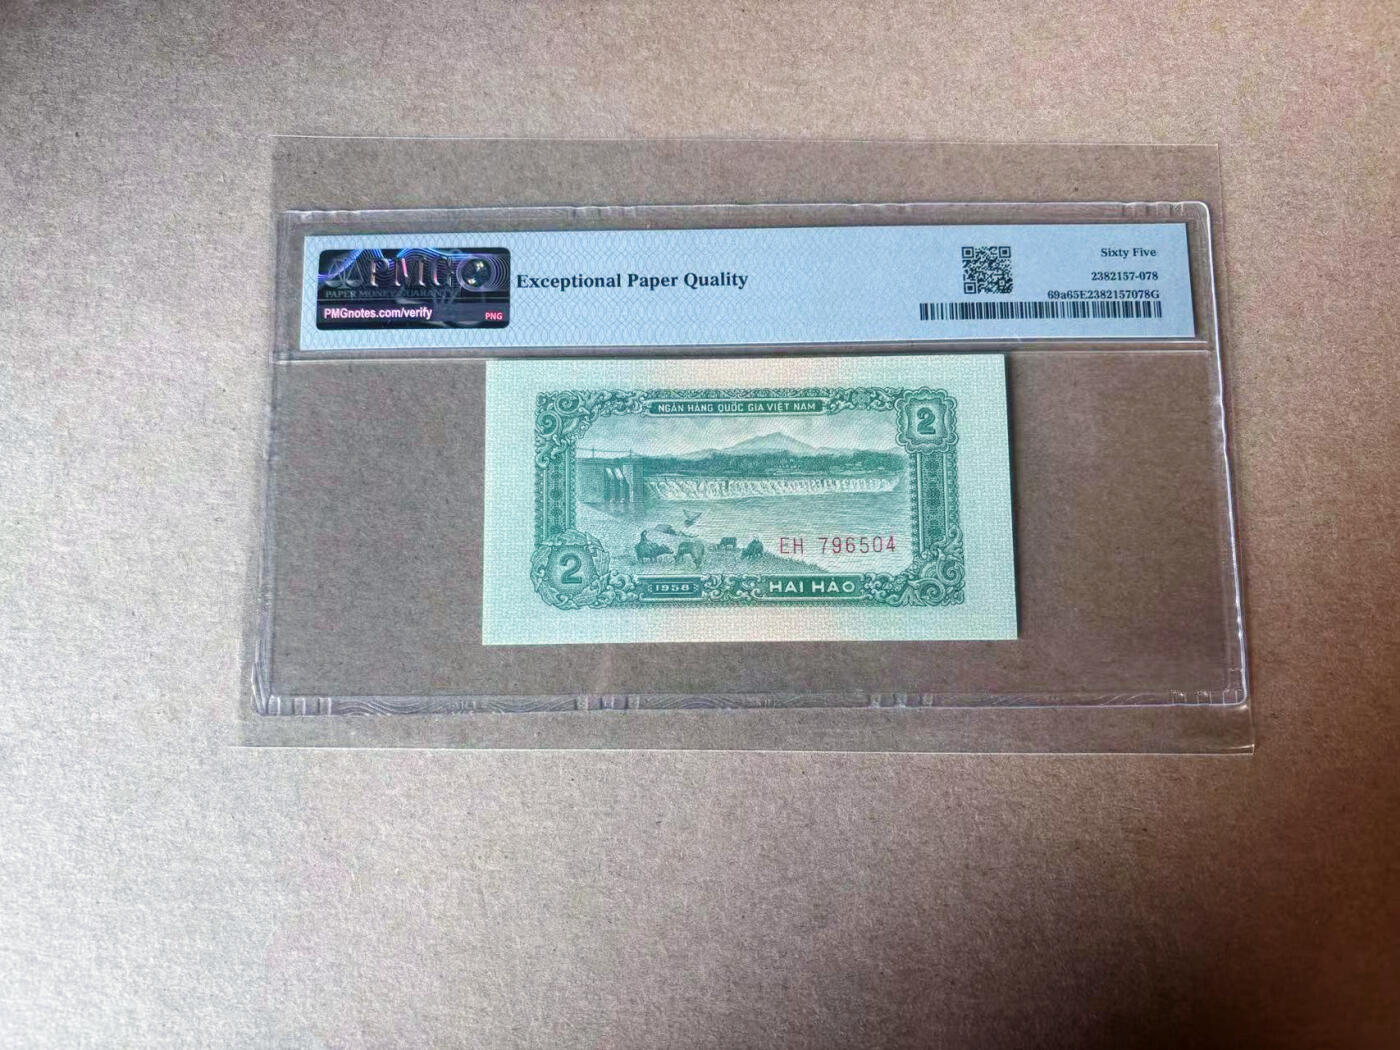 PMG
PAPER MONEY GUARANTY
PMGnotes.com/verify
PNG
Exceptional Paper Quality
Sixty Five
2382157-078
69a65E2382157078G
NGÂN HÀNG QUỐC GIA VIỆT NAM
2
EH 796504
2
1958
HAI HÀO